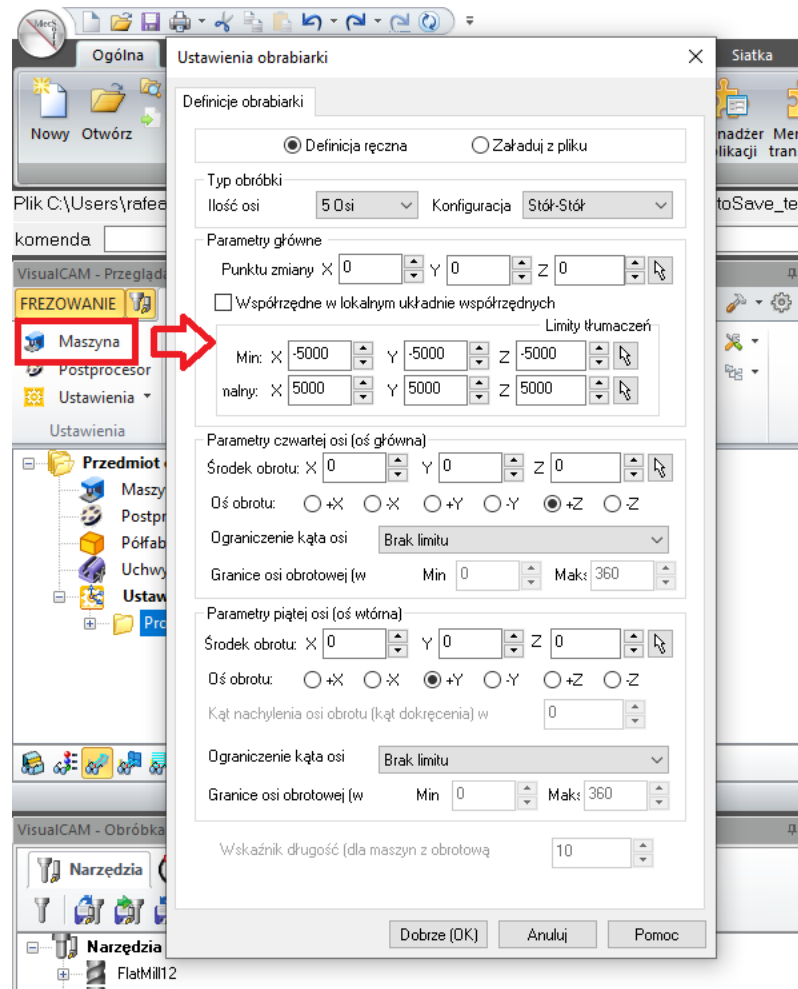 Ogólna
Ustawienia obrabiarki
Siatka
Definicje obrabiarki
Nowy Otwórz
Definicja ręczna Załaduj z pliku
Typ obróbki
Plik C:\Users\rafea
Ilość osi 5 Osi Konfiguracja Stół-Stół
toSave_te
komenda
Parametry główne
VisualCAM - Przegląda
Punktu zmiany X 0 Y 0 Z 0
FREZOWANIE
Współrzędne w lokalnym układnie współrzędnych
Limity tłumaczeń
Maszyna
Min: X -5000 Y -5000 Z -5000
Postprocesor
nalny: X 5000 Y 5000 Z 5000
Ustawienia
Ustawienia
Parametry czwartej osi (oś główna)
Przedmiot
Środek obrotu: X 0 Y 0 Z 0
Maszy
Oś obrotu: +X -X +Y -Y +Z -Z
Postpr
Półfab
Ograniczenie kąta osi Brak limitu
Uchwy
Granice osi obrotowej (w Min 0 Maks 360
Ustaw
Parametry piątej osi (oś wtórna)
Pro
Środek obrotu: X 0 Y 0 Z 0
Oś obrotu: +X -X +Y -Y +Z -Z
Kąt nachylenia osi obrotu (kąt dokręcenia) w 0
Ograniczenie kąta osi Brak limitu
Granice osi obrotowej (w Min 0 Maks 360
VisualCAM - Obróbka
Wskaźnik długość (dla maszyn z obrotową 10
Narzędzia
Dobrze (OK) Anuluj Pomoc
Narzędzia
FlatMill12